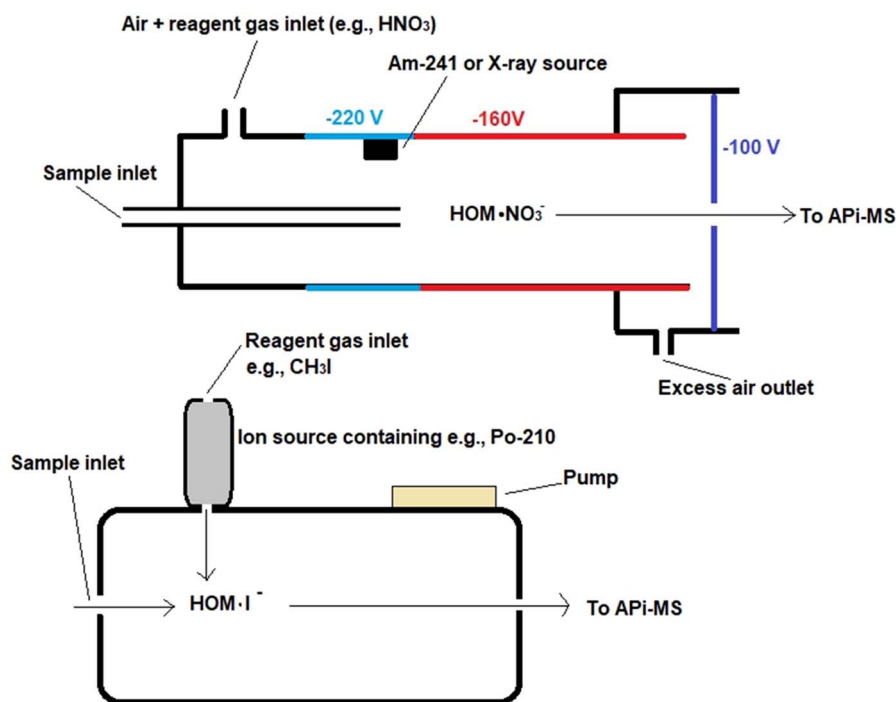 Air + reagent gas inlet (e.g., HNO₃)
Am-241 or X-ray source
-220 V
-160V
-100 V
Sample inlet
HOM•NO₃⁻
To APi-MS
Excess air outlet
Reagent gas inlet
e.g., CH₃I
Ion source containing e.g., Po-210
Sample inlet
Pump
HOM·I⁻
To APi-MS